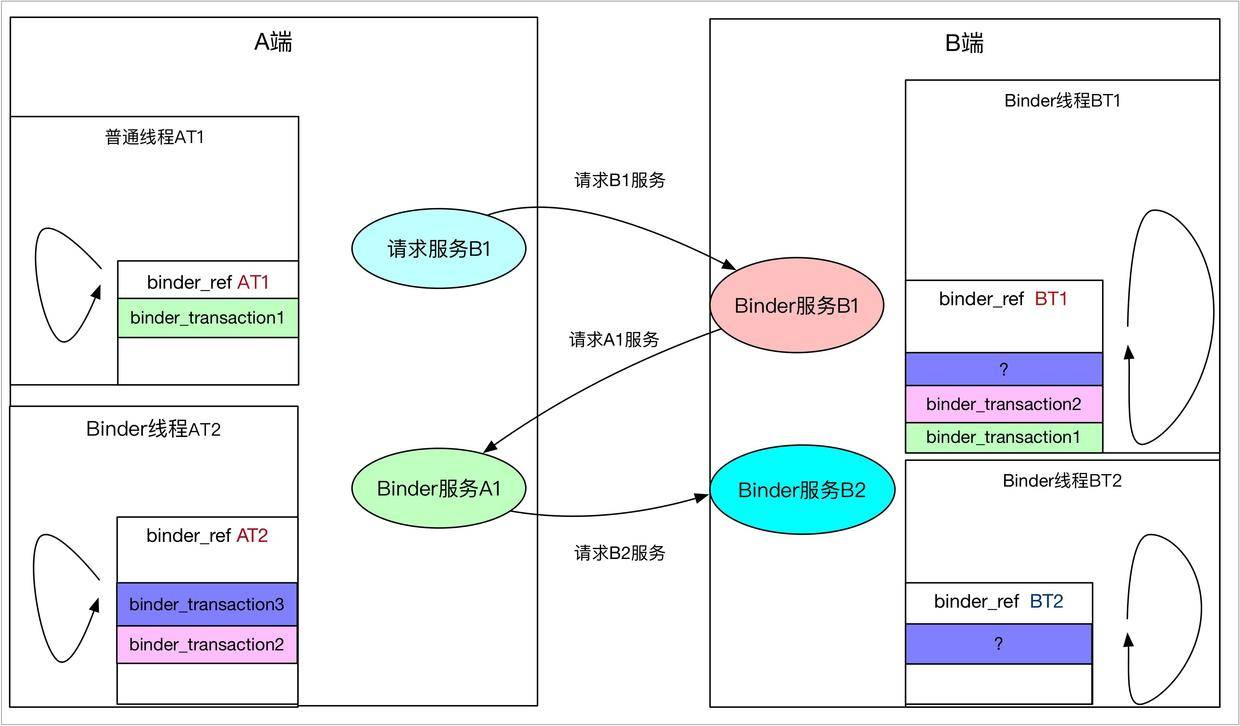 A端
普通线程AT1
binder_ref AT1
binder_transaction1
Binder线程AT2
binder_ref AT2
binder_transaction3
binder_transaction2
请求服务B1
Binder服务A1
请求B1服务
请求A1服务
请求B2服务
B端
Binder服务B1
Binder服务B2
Binder线程BT1
binder_ref BT1
?
binder_transaction2
binder_transaction1
Binder线程BT2
binder_ref BT2
?